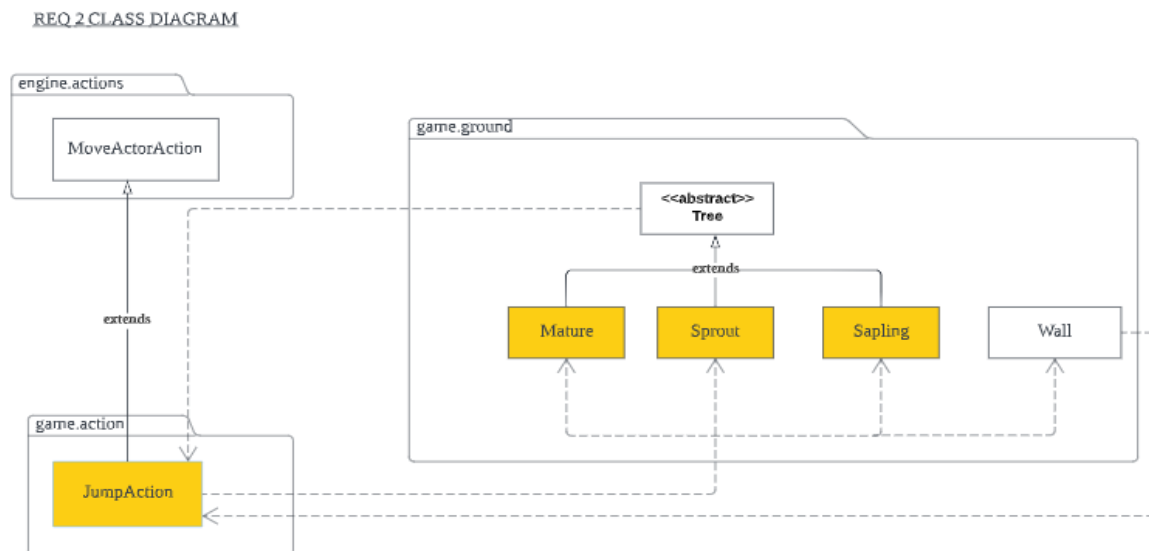 REQ 2 CLASS DIAGRAM
engine.actions
MoveActorAction
game.ground
<<abstract>>
Tree
extends
Mature
Sprout
Sapling
Wall
extends
game.action
JumpAction